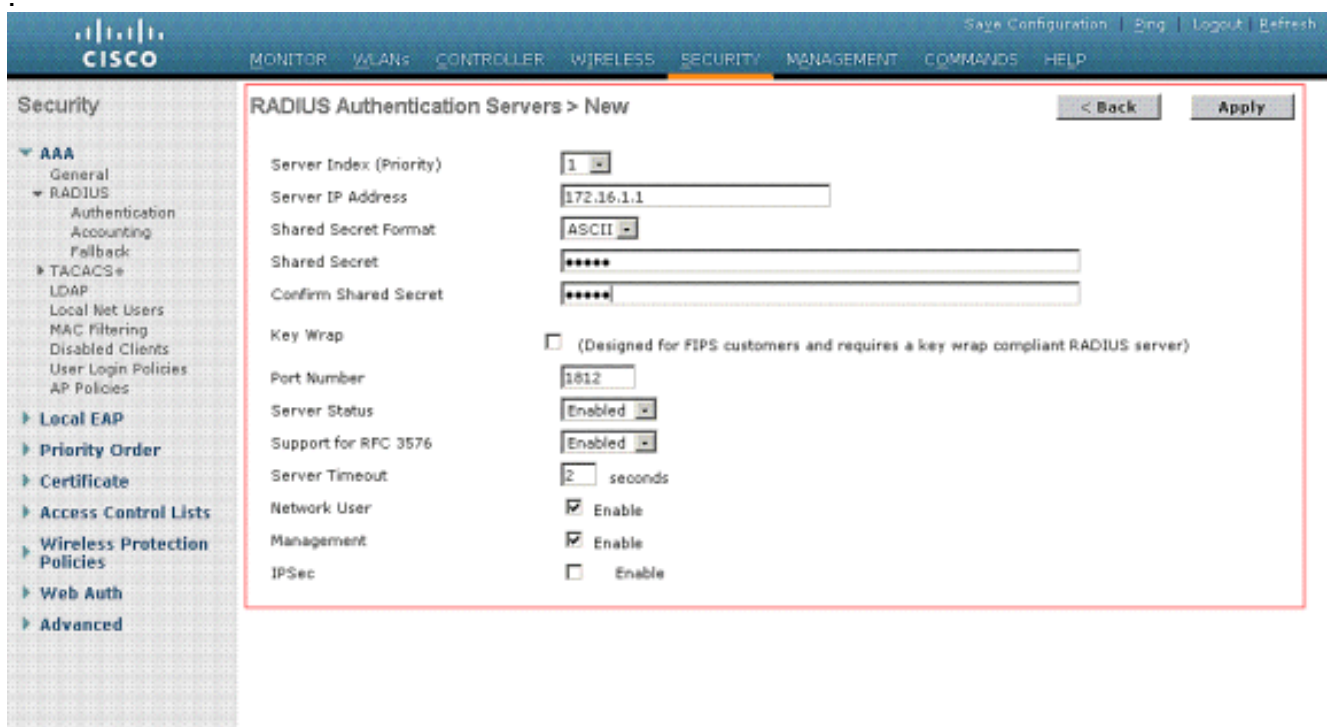 Save Configuration | Ping | Logout | Refresh
CISCO
MONITOR WLANs CONTROLLER WIRELESS SECURITY MANAGEMENT COMMANDS HELP
Security
AAA
General
RADIUS
Authentication
Accounting
Fallback
TACACS+
LDAP
Local Net Users
MAC Filtering
Disabled Clients
User Login Policies
AP Policies
Local EAP
Priority Order
Certificate
Access Control Lists
Wireless Protection
Policies
Web Auth
Advanced
RADIUS Authentication Servers > New
< Back Apply
Server Index (Priority) 1
Server IP Address 172.16.1.1
Shared Secret Format ASCII
Shared Secret •••••
Confirm Shared Secret •••••
Key Wrap (Designed for FIPS customers and requires a key wrap compliant RADIUS server)
Port Number 1812
Server Status Enabled
Support for RFC 3576 Enabled
Server Timeout 2 seconds
Network User Enable
Management Enable
IPSec Enable